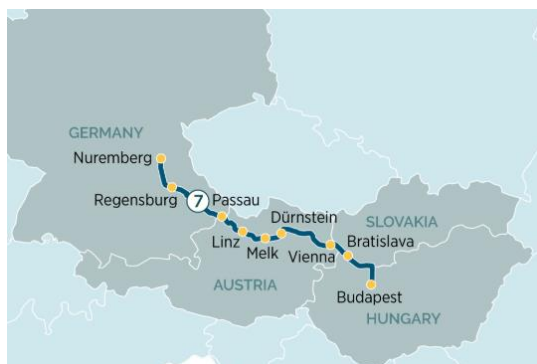 GERMANY
Nuremberg
Regensburg
7
Passau
Dürnstein
Linz
Melk
SLOVAKIA
Bratislava
Vienna
AUSTRIA
Budapest
HUNGARY